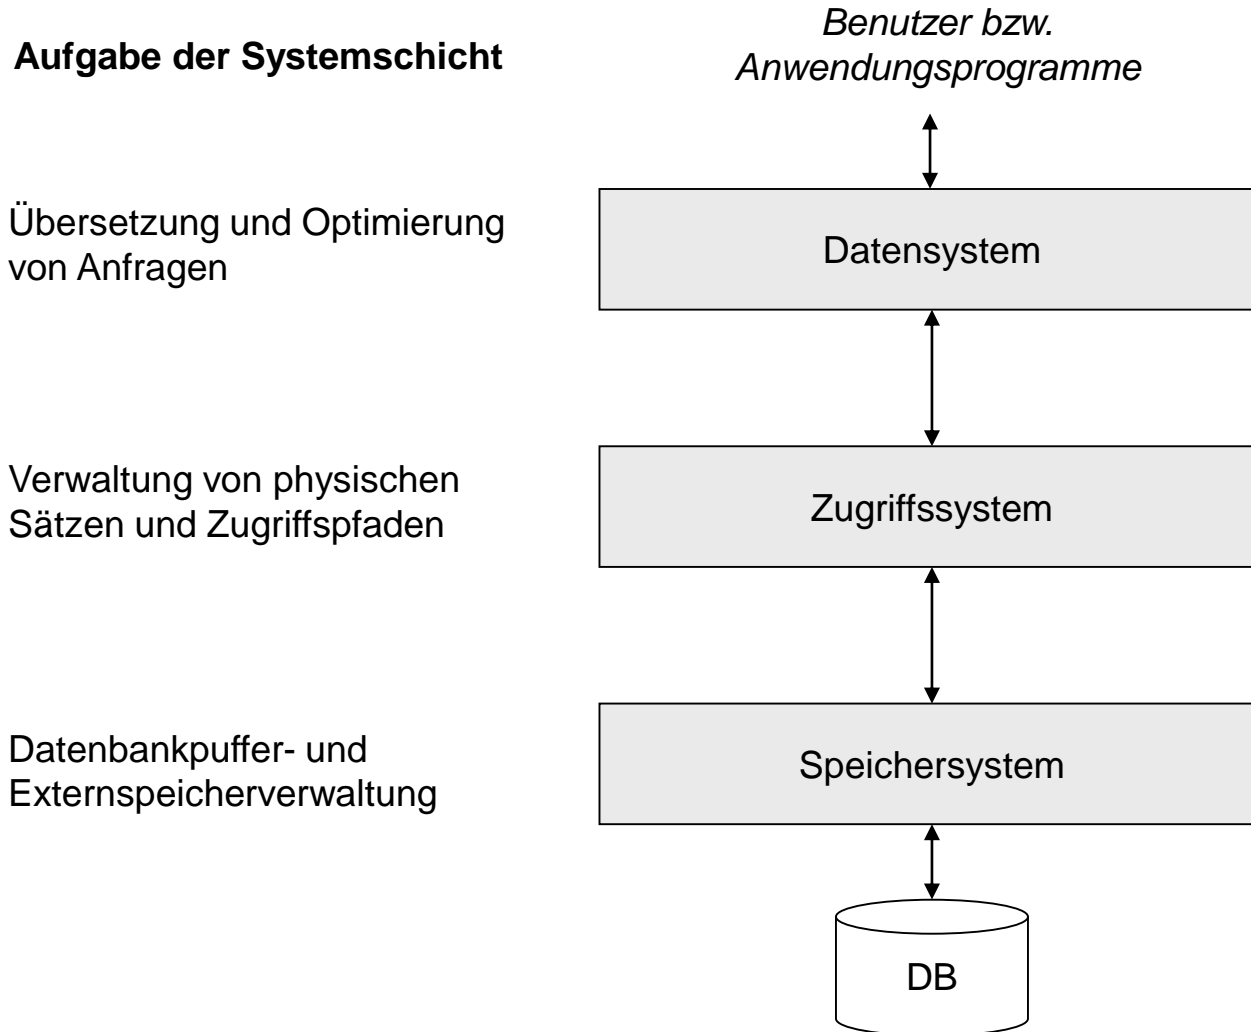 Aufgabe der Systemschicht
Benutzer bzw.
Anwendungsprogramme
Übersetzung und Optimierung
von Anfragen
Datensystem
Verwaltung von physischen
Sätzen und Zugriffspfaden
Zugriffssystem
Datenbankpuffer- und
Externspeicherverwaltung
Speichersystem
DB